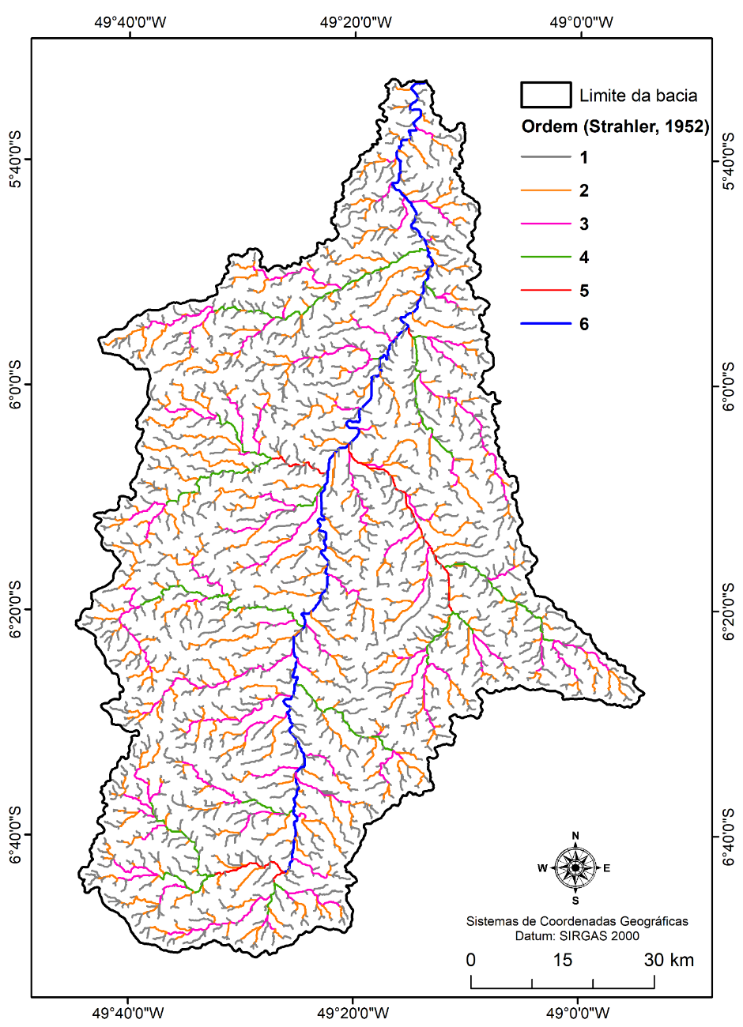 49°40'0"W 49°20'0"W 49°0'0"W
Limite da bacia
Ordem (Strahler, 1952)
1
2
3
4
5
6
5°40'0"S 5°40'0"S
6°0'0"S 6°0'0"S
6°20'0"S 6°20'0"S
6°40'0"S 6°40'0"S
N
W E
S
Sistemas de Coordenadas Geográficas
Datum: SIRGAS 2000
0 15 30 km
49°40'0"W 49°20'0"W 49°0'0"W